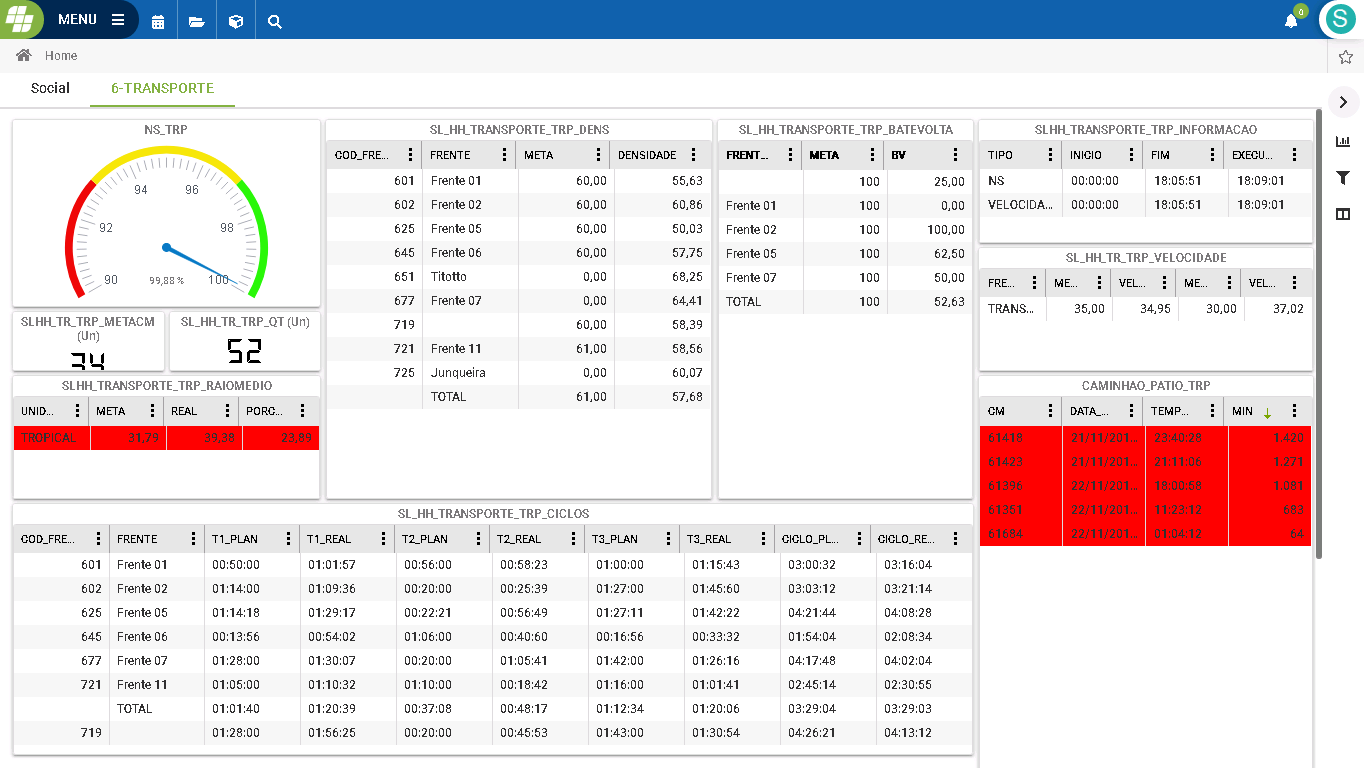 MENU
0
S
Home
Social 6-TRANSPORTE
NS_TRP
90 92 94 96 98 100
99,88 %
SLHH_TR_TRP_METACM (Un)
34
SL_HH_TR_TRP_QT (Un)
52
SLHH_TRANSPORTE_TRP_RAIOMEDIO
UNID... META REAL PORC...
TROPICAL 31,79 39,38 23,89
SL_HH_TRANSPORTE_TRP_DENS
COD_FRE... FRENTE META DENSIDADE
601 Frente 01 60,00 55,63
602 Frente 02 60,00 60,86
625 Frente 05 60,00 50,03
645 Frente 06 60,00 57,75
651 Titotto 0,00 68,25
677 Frente 07 0,00 64,41
719 60,00 58,39
721 Frente 11 61,00 58,56
725 Junqueira 0,00 60,07
TOTAL 61,00 57,68
SL_HH_TRANSPORTE_TRP_BATEVOLTA
FRENT... META BV
100 25,00
Frente 01 100 0,00
Frente 02 100 100,00
Frente 05 100 62,50
Frente 07 100 50,00
TOTAL 100 52,63
SLHH_TRANSPORTE_TRP_INFORMACAO
TIPO INICIO FIM EXECU...
NS 00:00:00 18:05:51 18:09:01
VELOCIDA... 00:00:00 18:05:51 18:09:01
SL_HH_TR_TRP_VELOCIDADE
FRE... ME... VEL... ME... VEL...
TRANS... 35,00 34,95 30,00 37,02
CAMINHAO_PATIO_TRP
CM DATA_... TEMP... MIN
61418 21/11/201... 23:40:28 1.420
61423 21/11/201... 21:11:06 1.271
61396 22/11/201... 18:00:58 1.081
61351 22/11/201... 11:23:12 683
61684 22/11/201... 01:04:12 64
SL_HH_TRANSPORTE_TRP_CICLOS
COD_FRE... FRENTE T1_PLAN T1_REAL T2_PLAN T2_REAL T3_PLAN T3_REAL CICLO_PL... CICLO_RE...
601 Frente 01 00:50:00 01:01:57 00:56:00 00:58:23 01:00:00 01:15:43 03:00:32 03:16:04
602 Frente 02 01:14:00 01:09:36 00:20:00 00:25:39 01:27:00 01:45:60 03:03:12 03:21:14
625 Frente 05 01:14:18 01:29:17 00:22:21 00:56:49 01:27:11 01:42:22 04:21:44 04:08:28
645 Frente 06 00:13:56 00:54:02 01:06:00 00:40:60 00:16:56 00:33:32 01:54:04 02:08:34
677 Frente 07 01:28:00 01:30:07 00:20:00 01:05:41 01:42:00 01:26:16 04:17:48 04:02:04
721 Frente 11 01:05:00 01:10:32 01:10:00 00:18:42 01:16:00 01:01:41 02:45:14 02:30:55
TOTAL 01:01:40 01:20:39 00:37:08 00:48:17 01:12:34 01:20:06 03:29:04 03:29:03
719 01:28:00 01:56:25 00:20:00 00:45:53 01:43:00 01:30:54 04:26:21 04:13:12